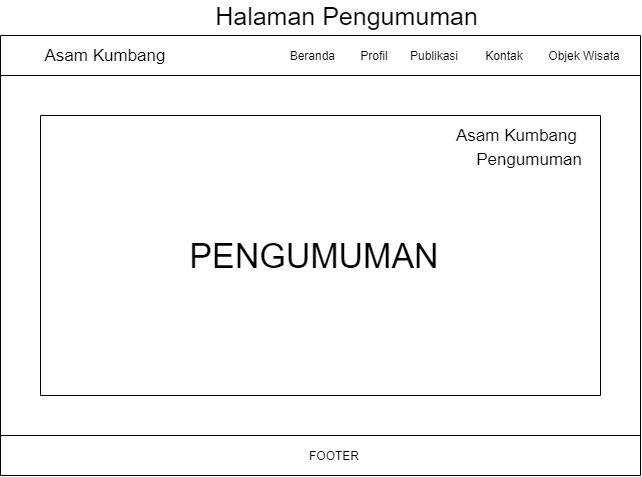 Halaman Pengumuman
Asam Kumbang Beranda Profil Publikasi Kontak Objek Wisata
Asam Kumbang
Pengumuman
PENGUMUMAN
FOOTER